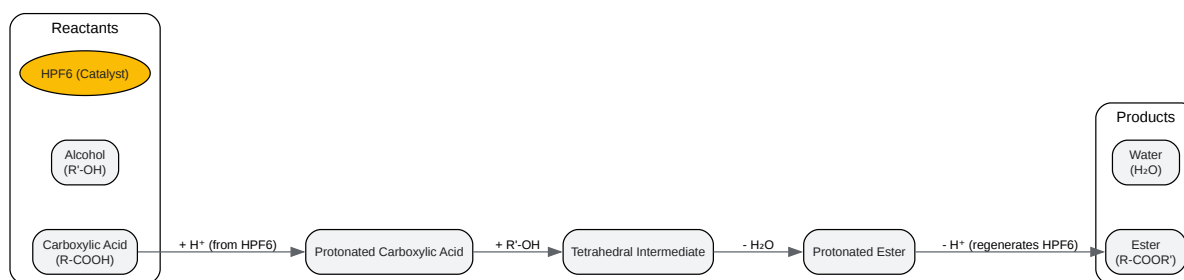 Reactants
HPF6 (Catalyst)
Alcohol
(R'-OH)
Carboxylic Acid
(R-COOH)
+ H⁺ (from HPF6)
Protonated Carboxylic Acid
+ R'-OH
Tetrahedral Intermediate
- H₂O
Protonated Ester
- H⁺ (regenerates HPF6)
Products
Water
(H₂O)
Ester
(R-COOR')